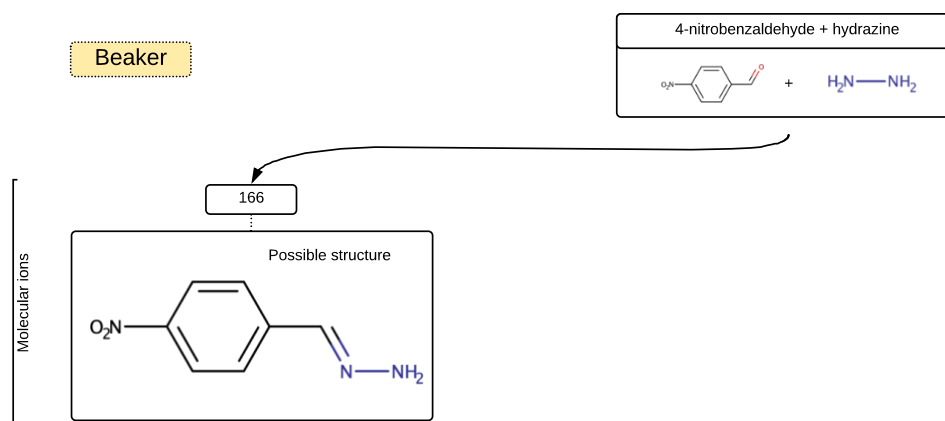 4-nitrobenzaldehyde + hydrazine
Beaker
O₂N O + H₂N NH₂
166
Possible structure
Molecular ions
O₂N
N NH₂